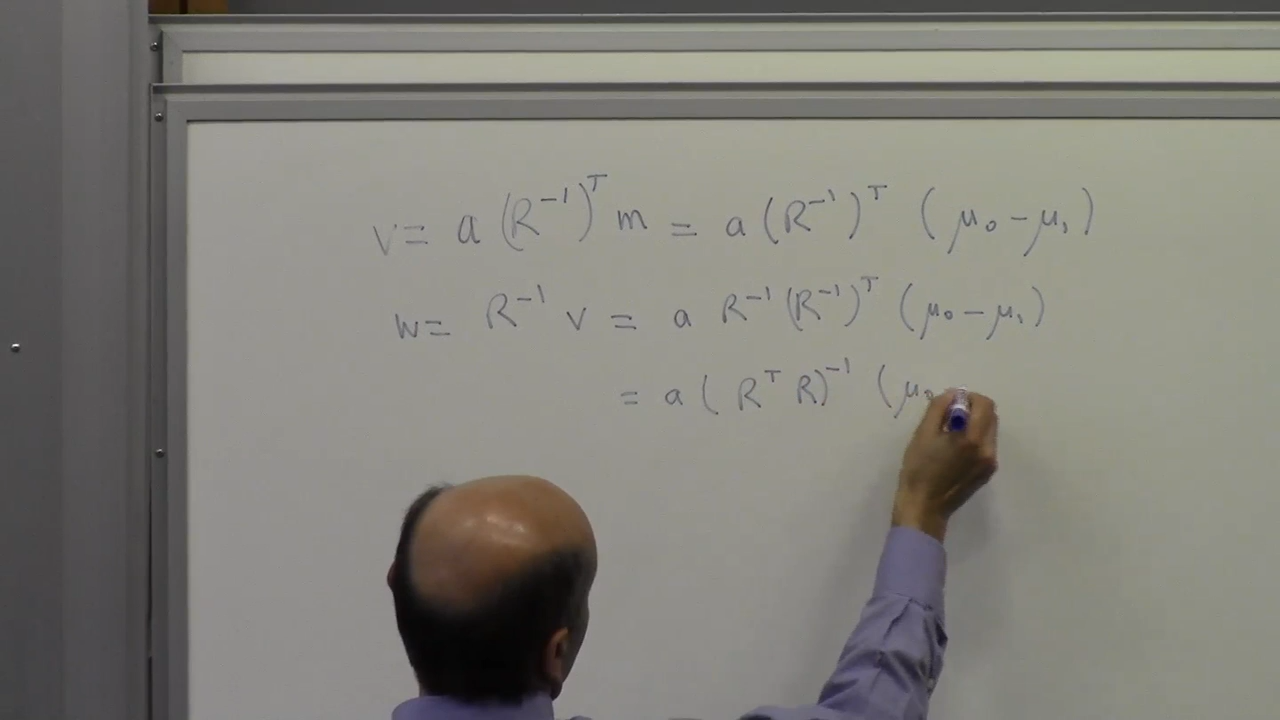 v = a (R⁻¹)ᵀ m = a (R⁻¹)ᵀ (μ₀ - μ₁)
w = R⁻¹ v = a R⁻¹ (R⁻¹)ᵀ (μ₀ - μ₁)
= a (Rᵀ R)⁻¹ (μ₀